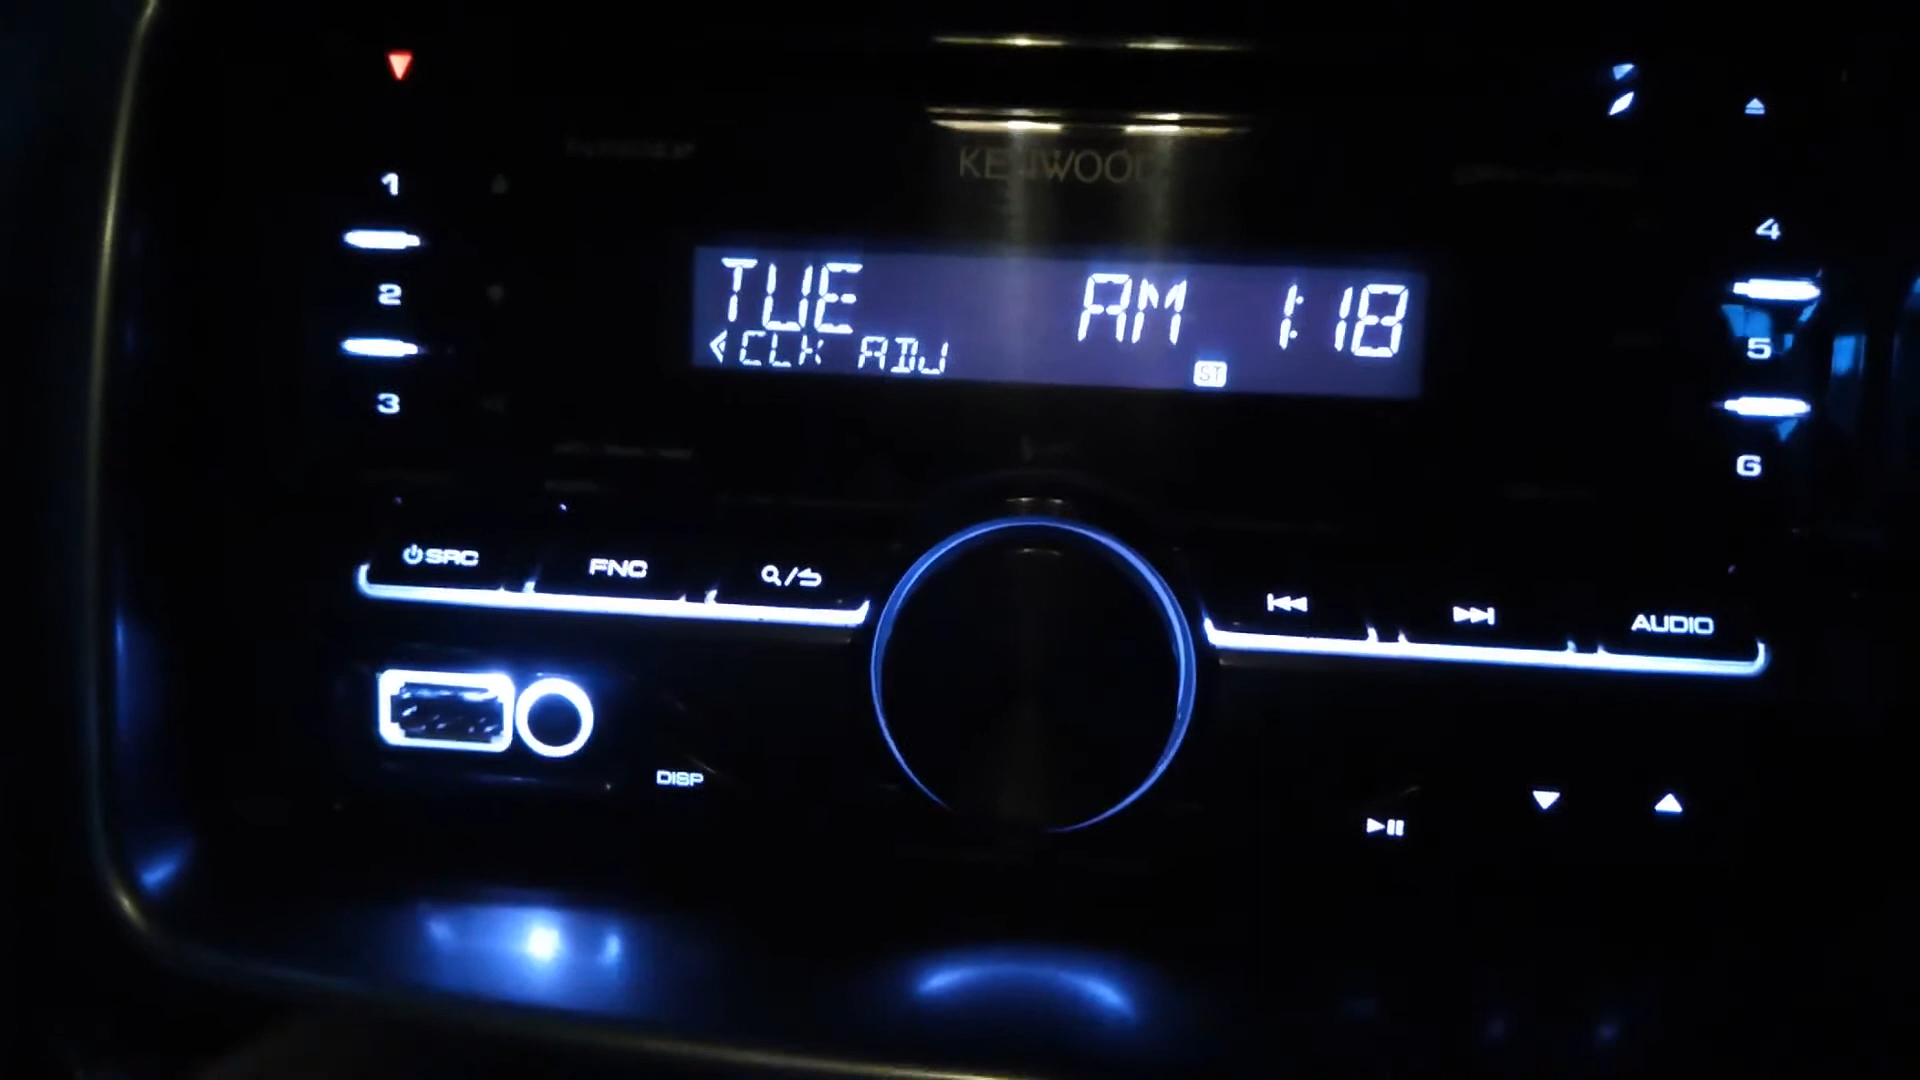 KENWOOD
1
2
3
TUE AM 1:18
CLK ADJ
ST
4
5
6
SRC
FNC
AUDIO
DISP